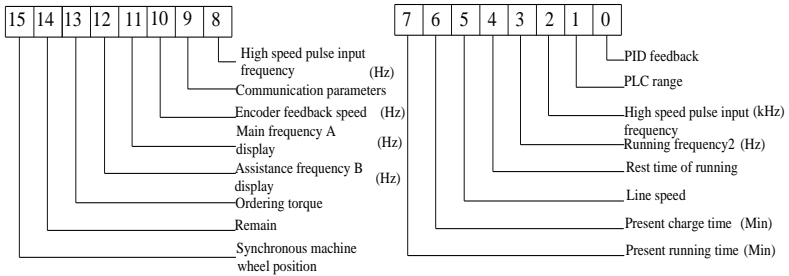 15 14 13 12 11 10 9 8
High speed pulse input
frequency (Hz)
Communication parameters
Encoder feedback speed (Hz)
Main frequency A
display (Hz)
Assistance frequency B
display (Hz)
Ordering torque
Remain
Synchronous machine
wheel position
7 6 5 4 3 2 1 0
PID feedback
PLC range
High speed pulse input (kHz)
frequency
Running frequency2 (Hz)
Rest time of running
Line speed
Present charge time (Min)
Present running time (Min)